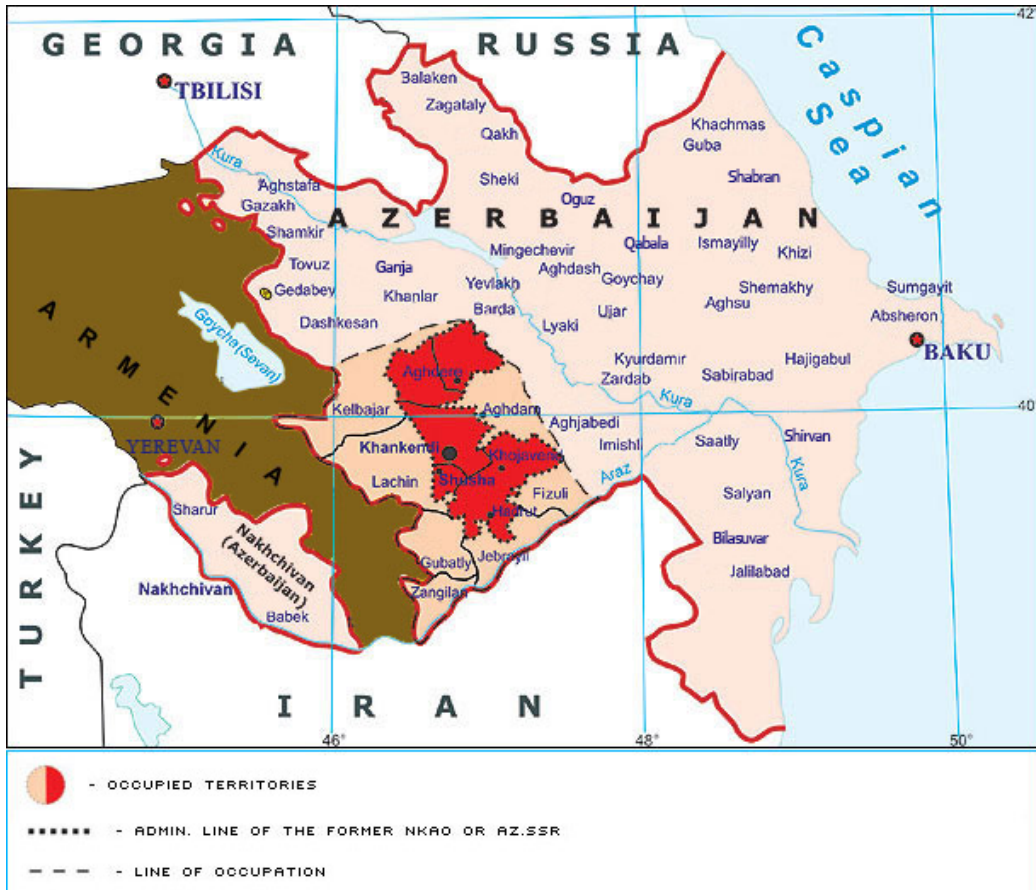 GEORGIA
RUSSIA
42°
Caspian
Sea
TBILISI
Balaken
Zagataly
Qakh
Khachmas
Guba
Kura
Sheki
Shabran
Aghstafa
Oguz
Gazakh
AZERBAIJAN
Shamkir
Mingechevir
Qabala
Ismayilly
Khizi
Tovuz
Ganja
Aghdash
Goychay
Yevlakh
Gedabey
Khanlar
Shemakhy
Sumgayit
Barda
Aghsu
Ujar
Absheron
Dashkesan
Lyaki
ARMENIA
Goycha(Sevan)
BAKU
Kyurdamir
Hajigabul
Aghdere
Zardab
Sabirabad
Kura
40°
Kelbajar
Aghdam
Aghjabedi
YEREVAN
Khankendi
Khojavend
Imishli
Saatly
Shirvan
Kura
TURKEY
Lachin
Shusha
Araz
Fizuli
Salyan
Sharur
Hadrut
Nakhchivan
(Azerbaijan)
Bilasuvar
Gubatly
Jebrayil
Jalilabad
Nakhchivan
Zangilan
Babek
IRAN
46°
48°
50°
- OCCUPIED TERRITORIES
- ADMIN. LINE OF THE FORMER NKAO OR AZ.SSR
- LINE OF OCCUPATION